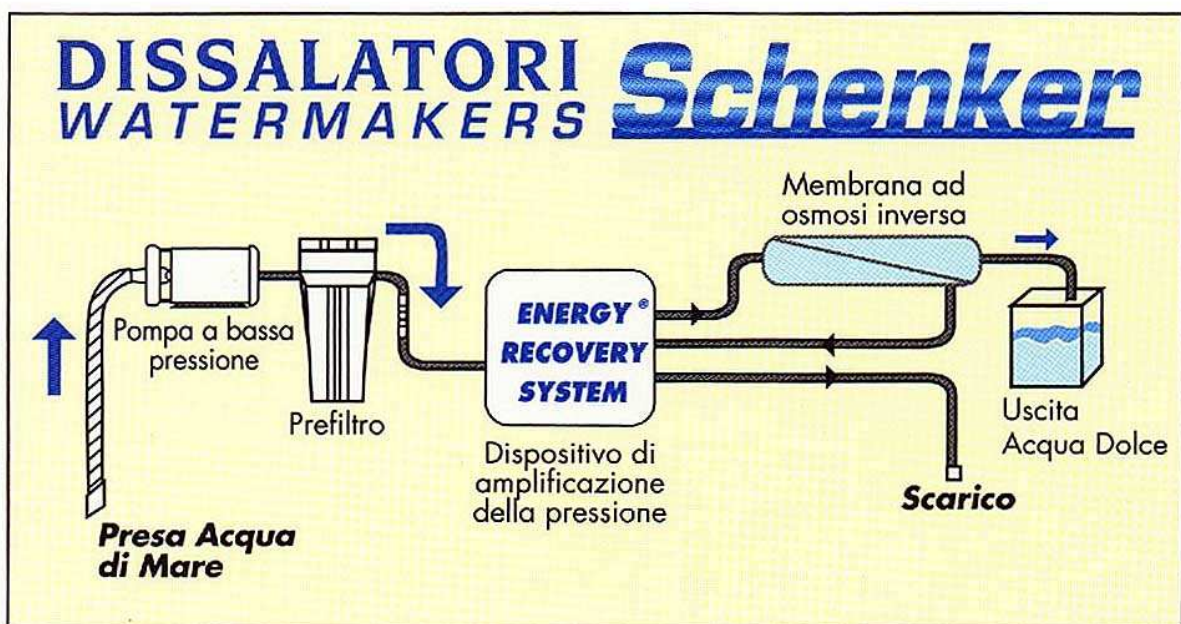 DISSALATORI
WATERMAKERS
Schenker
Membrana ad
osmosi inversa
Pompa a bassa
pressione
Prefiltro
ENERGY®
RECOVERY
SYSTEM
Dispositivo di
amplificazione
della pressione
Uscita
Acqua Dolce
Scarico
Presa Acqua
di Mare